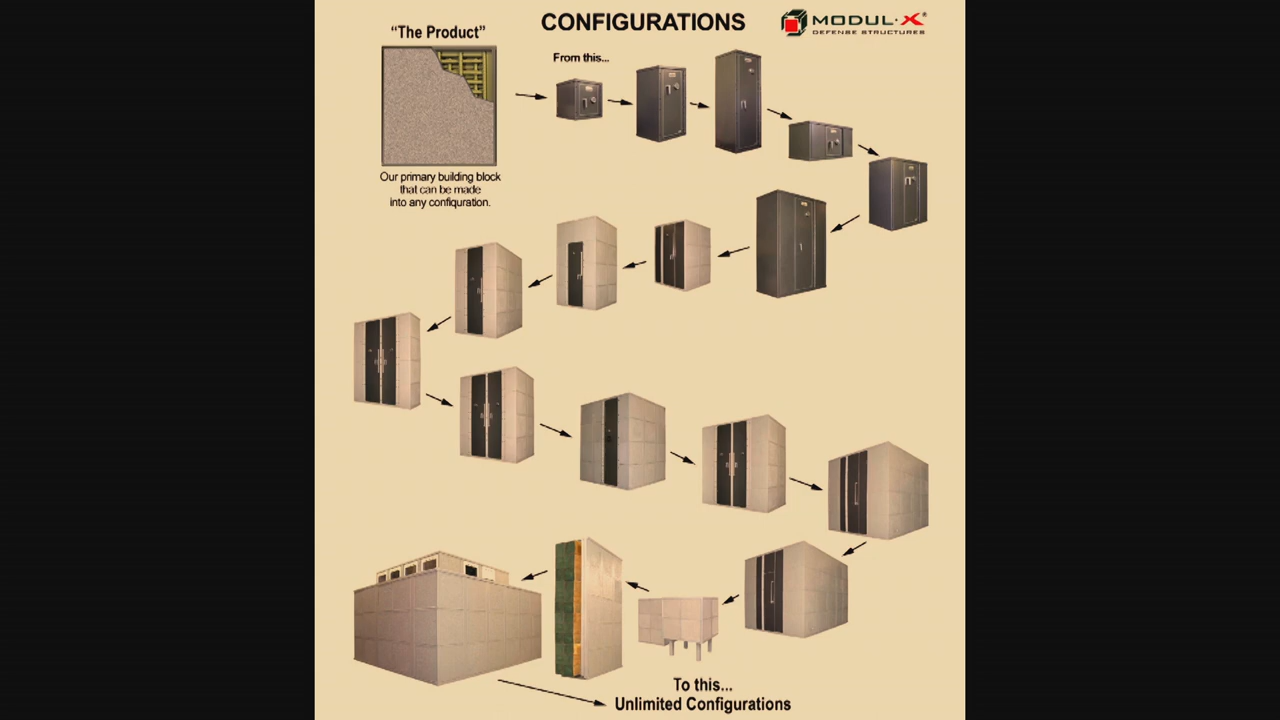 CONFIGURATIONS
MODUL·X®
DEFENSE STRUCTURES
“The Product”
From this...
Our primary building block
that can be made
into any configuration.
To this...
Unlimited Configurations